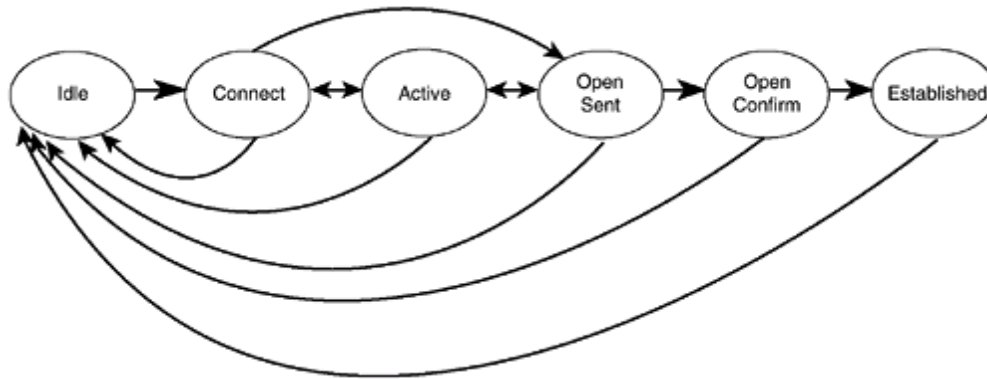 Idle
Connect
Active
Open
Sent
Open
Confirm
Established